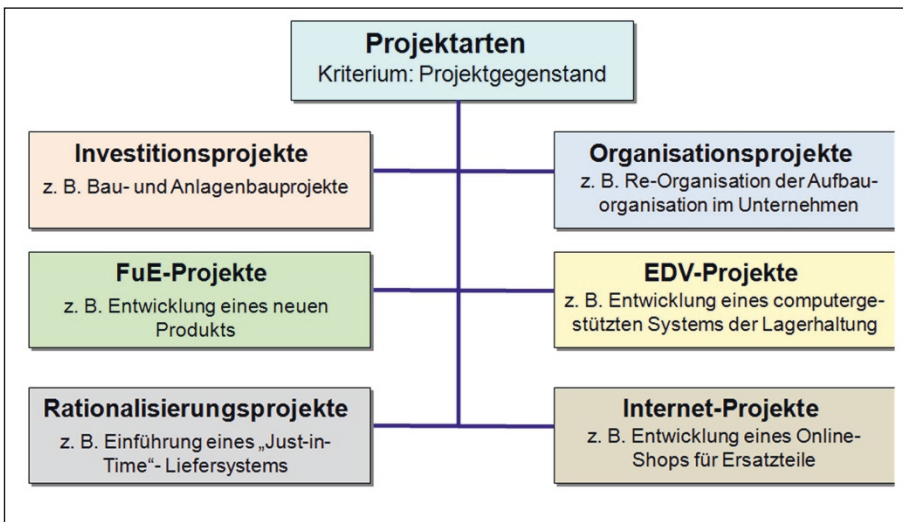 Projektarten
Kriterium: Projektgegenstand
Investitionsprojekte
z. B. Bau- und Anlagenbauprojekte
Organisationsprojekte
z. B. Re-Organisation der Aufbau-
organisation im Unternehmen
FuE-Projekte
z. B. Entwicklung eines neuen
Produkts
EDV-Projekte
z. B. Entwicklung eines computerge-
stützten Systems der Lagerhaltung
Rationalisierungsprojekte
z. B. Einführung eines „Just-in-
Time“- Liefersystems
Internet-Projekte
z. B. Entwicklung eines Online-
Shops für Ersatzteile